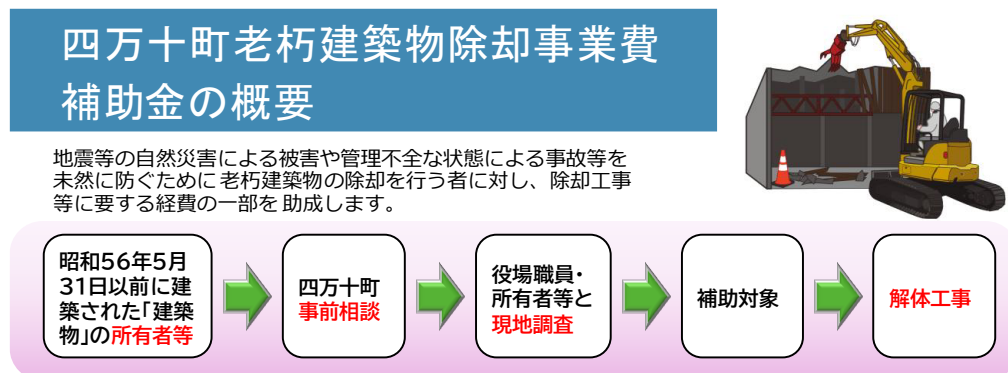 四万十町老朽建築物除却事業費
補助金の概要
地震等の自然災害による被害や管理不全な状態による事故等を
未然に防ぐために老朽建築物の除却を行う者に対し、除却工事
等に要する経費の一部を助成します。
昭和56年5月
31日以前に建
築された「建築
物」の所有者等
四万十町
事前相談
役場職員・
所有者等と
現地調査
補助対象
解体工事